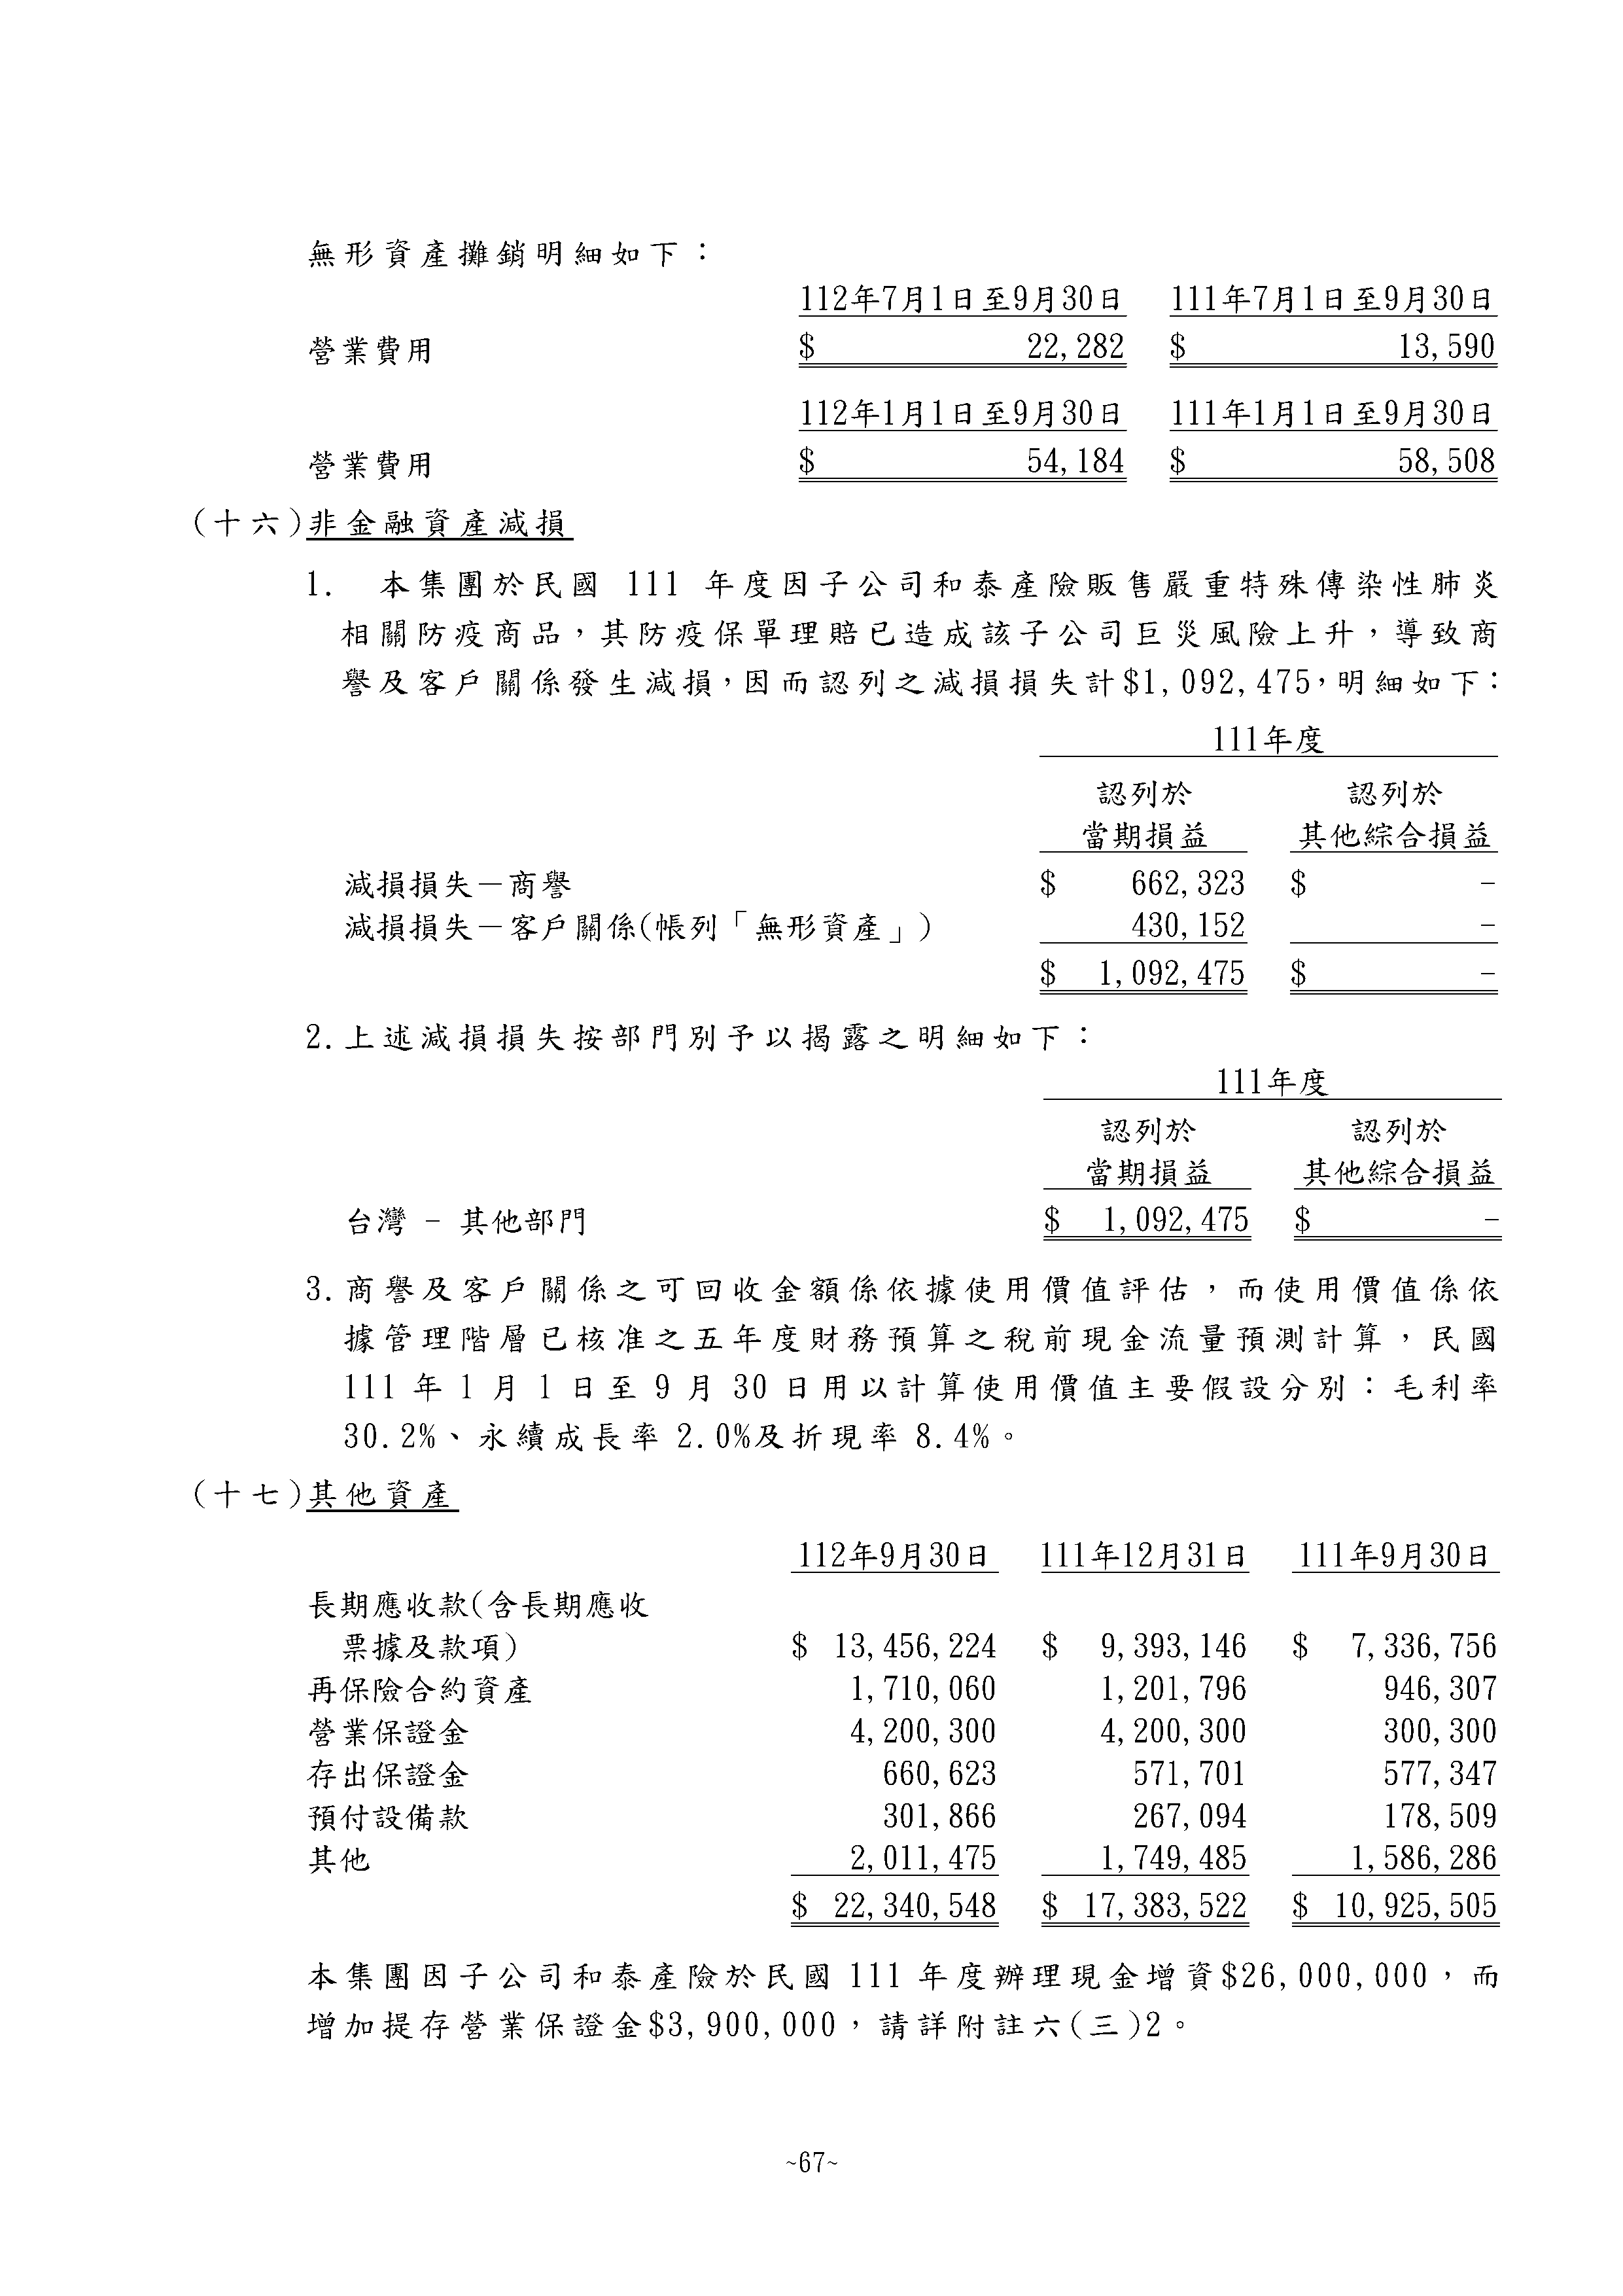 無形資產攤銷明細如下：
112年7月1日至9月30日 111年7月1日至9月30日
營業費用 $ 22,282 $ 13,590
112年1月1日至9月30日 111年1月1日至9月30日
營業費用 $ 54,184 $ 58,508
(十六)非金融資產減損
1. 本集團於民國 111 年度因子公司和泰產險販售嚴重特殊傳染性肺炎
相關防疫商品，其防疫保單理賠已造成該子公司巨災風險上升，導致商
譽及客戶關係發生減損，因而認列之減損損失計$1,092,475，明細如下：
111年度
認列於 認列於
當期損益 其他綜合損益
減損損失－商譽 $ 662,323 $ -
減損損失－客戶關係(帳列「無形資產」) 430,152 -
$ 1,092,475 $ -
2.上述減損損失按部門別予以揭露之明細如下：
111年度
認列於 認列於
當期損益 其他綜合損益
台灣 - 其他部門 $ 1,092,475 $ -
3.商譽及客戶關係之可回收金額係依據使用價值評估，而使用價值係依
據管理階層已核准之五年度財務預算之稅前現金流量預測計算，民國
111 年 1 月 1 日至 9 月 30 日用以計算使用價值主要假設分別：毛利率
30.2%、永續成長率 2.0%及折現率 8.4%。
(十七)其他資產
112年9月30日 111年12月31日 111年9月30日
長期應收款(含長期應收
票據及款項) $ 13,456,224 $ 9,393,146 $ 7,336,756
再保險合約資產 1,710,060 1,201,796 946,307
營業保證金 4,200,300 4,200,300 300,300
存出保證金 660,623 571,701 577,347
預付設備款 301,866 267,094 178,509
其他 2,011,475 1,749,485 1,586,286
$ 22,340,548 $ 17,383,522 $ 10,925,505
本集團因子公司和泰產險於民國 111 年度辦理現金增資$26,000,000，而
增加提存營業保證金$3,900,000，請詳附註六(三)2。
~67~